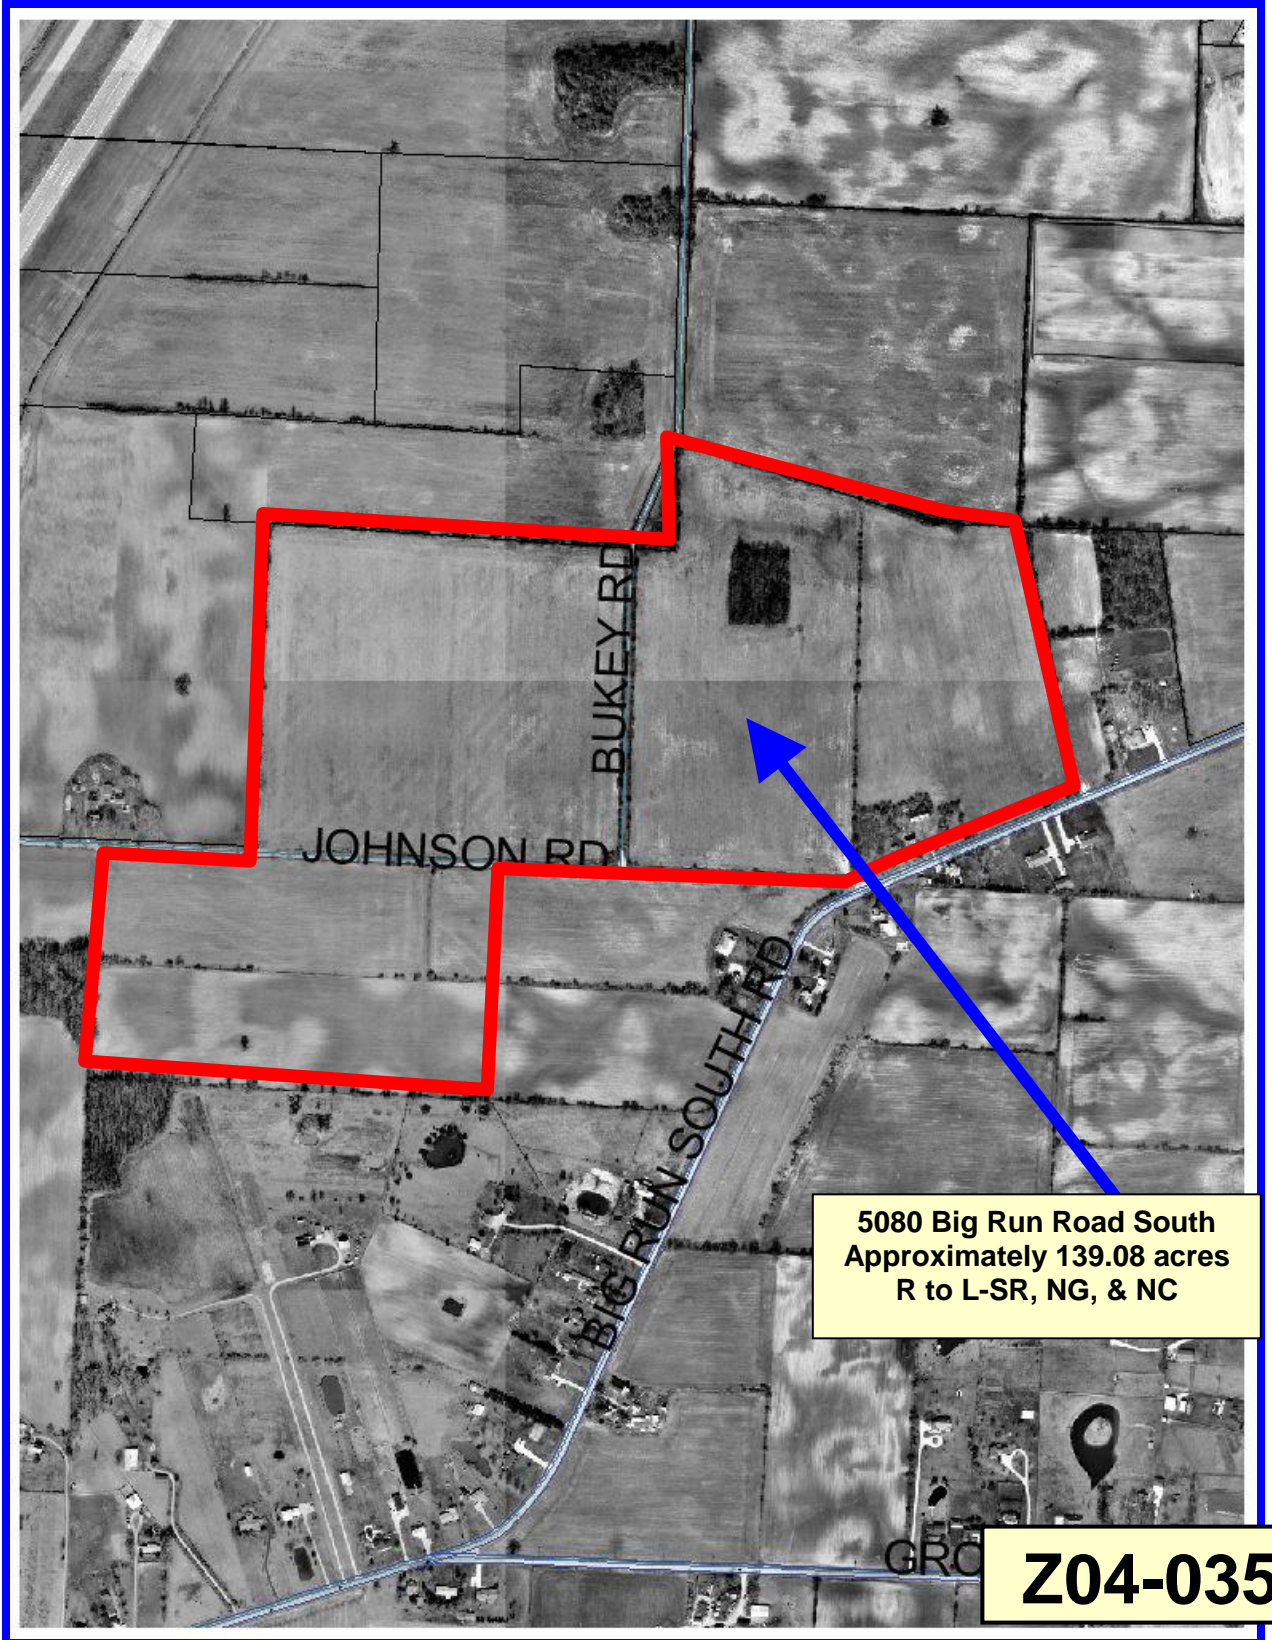 BUKEY RD
JOHNSON RD
BIG RUN SOUTH RD
5080 Big Run Road South
Approximately 139.08 acres
R to L-SR, NG, & NC
GRO
Z04-035